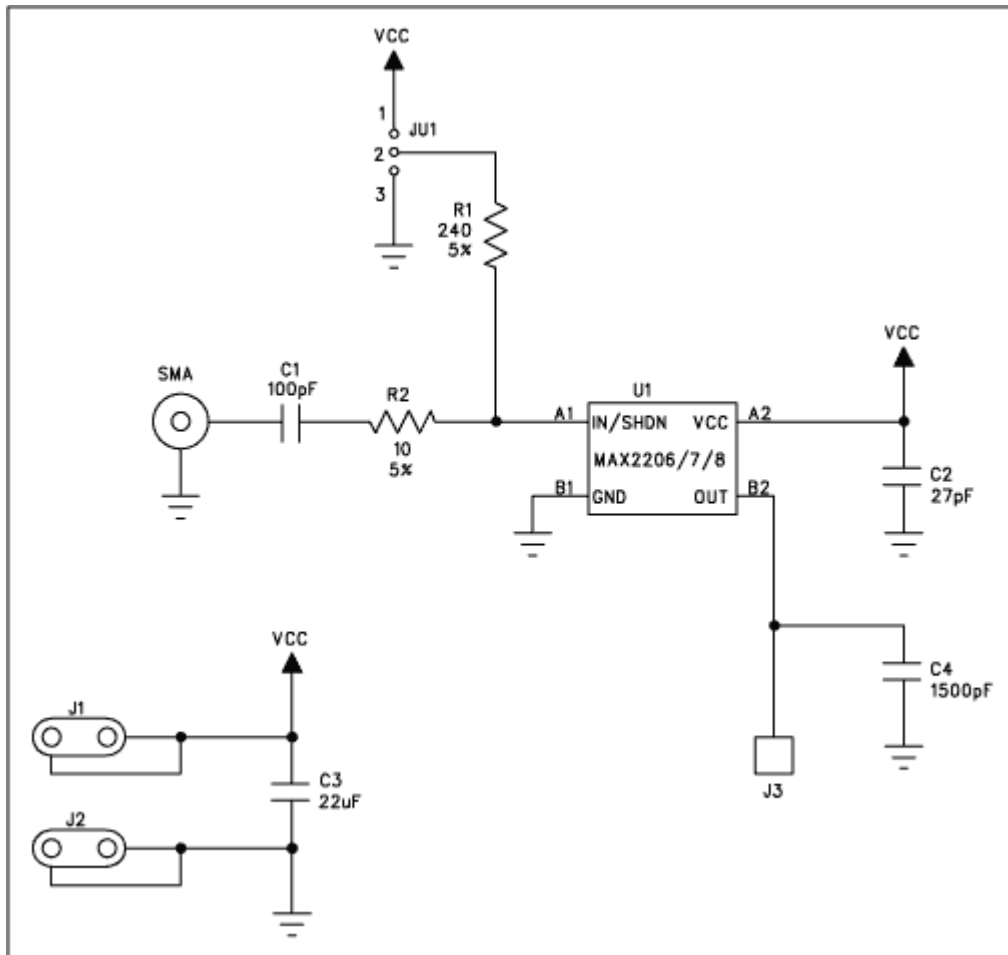 VCC
1
JU1
2
3
R1
240
5%
VCC
SMA
C1
100pF
R2
10
5%
U1
A1
IN/SHDN
VCC
A2
MAX2206/7/8
B1
GND
OUT
B2
C2
27pF
VCC
C4
1500pF
J1
J3
C3
22uF
J2